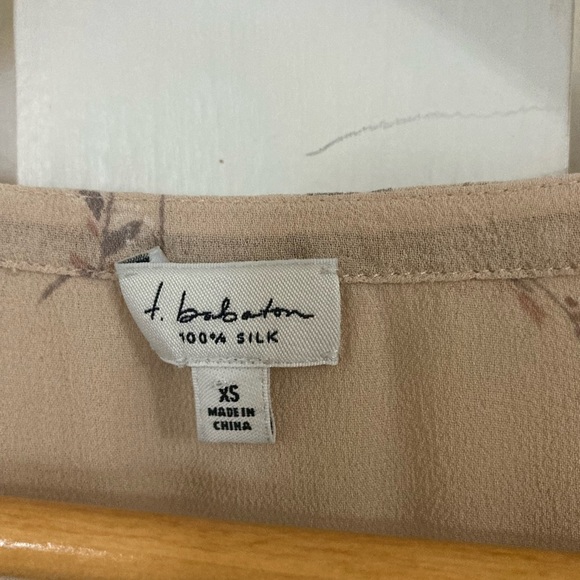 t. babaton
100% SILK
XS
MADE IN
CHINA